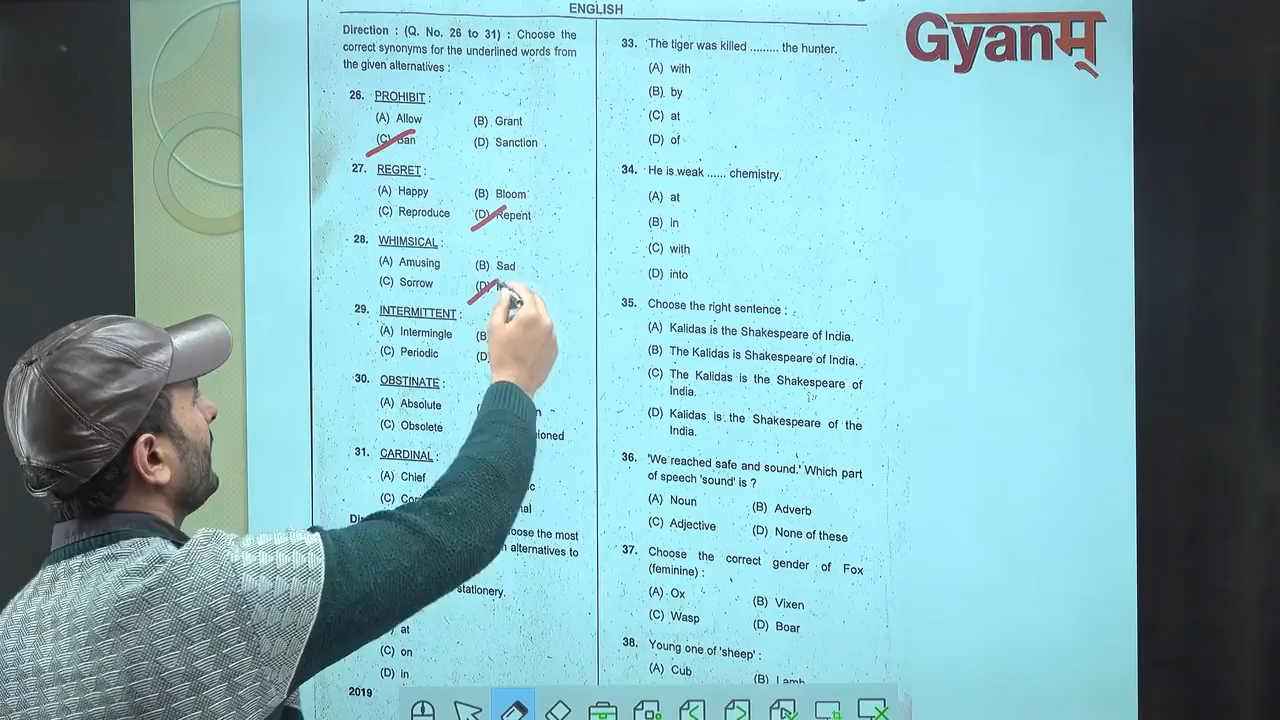 ENGLISH
Gyanम्
Direction : (Q. No. 26 to 31) : Choose the
correct synonyms for the underlined words from
the given alternatives :
26. PROHIBIT :
(A) Allow (B) Grant
(C) Ban (D) Sanction
27. REGRET :
(A) Happy (B) Bloom
(C) Reproduce (D) Repent
28. WHIMSICAL :
(A) Amusing (B) Sad
(C) Sorrow (D)
29. INTERMITTENT :
(A) Intermingle (B)
(C) Periodic (D)
30. OBSTINATE :
(A) Absolute
(C) Obsolete
31. CARDINAL :
(A) Chief
(C)
oose the most
alternatives to
stationery.
at
(C) on
(D) in
2019
33. The tiger was killed ......... the hunter.
(A) with
(B) by
(C) at
(D) of
34. He is weak ...... chemistry.
(A) at
(B) in
(C) with
(D) into
35. Choose the right sentence :
(A) Kalidas is the Shakespeare of India.
(B) The Kalidas is Shakespeare of India.
(C) The Kalidas is the Shakespeare of
India.
(D) Kalidas is the Shakespeare of the
India.
36. 'We reached safe and sound.' Which part
of speech 'sound' is ?
(A) Noun (B) Adverb
(C) Adjective (D) None of these
37. Choose the correct gender of Fox
(feminine) :
(A) Ox (B) Vixen
(C) Wasp (D) Boar
38. Young one of 'sheep' :
(A) Cub (B) Lamb